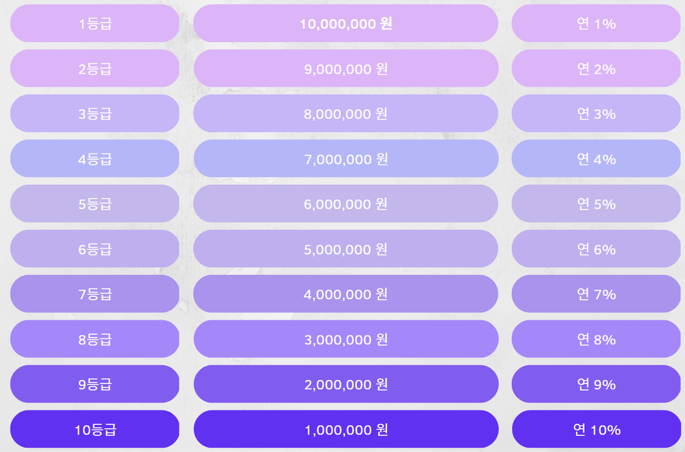 1등급 10,000,000 원 연 1%
2등급 9,000,000 원 연 2%
3등급 8,000,000 원 연 3%
4등급 7,000,000 원 연 4%
5등급 6,000,000 원 연 5%
6등급 5,000,000 원 연 6%
7등급 4,000,000 원 연 7%
8등급 3,000,000 원 연 8%
9등급 2,000,000 원 연 9%
10등급 1,000,000 원 연 10%